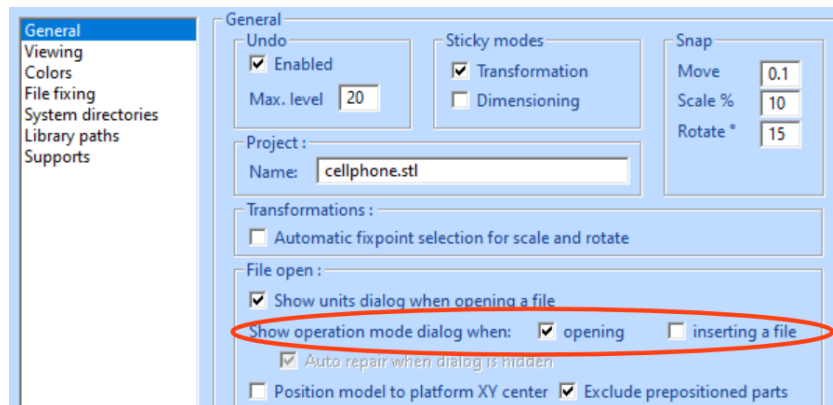 General
Viewing
Colors
File fixing
System directories
Library paths
Supports
General
Undo
Enabled
Max. level 20
Sticky modes
Transformation
Dimensioning
Snap
Move 0.1
Scale % 10
Rotate ° 15
Project :
Name: cellphone.stl
Transformations :
Automatic fixpoint selection for scale and rotate
File open :
Show units dialog when opening a file
Show operation mode dialog when: opening inserting a file
Auto repair when dialog is hidden
Position model to platform XY center Exclude prepositioned parts